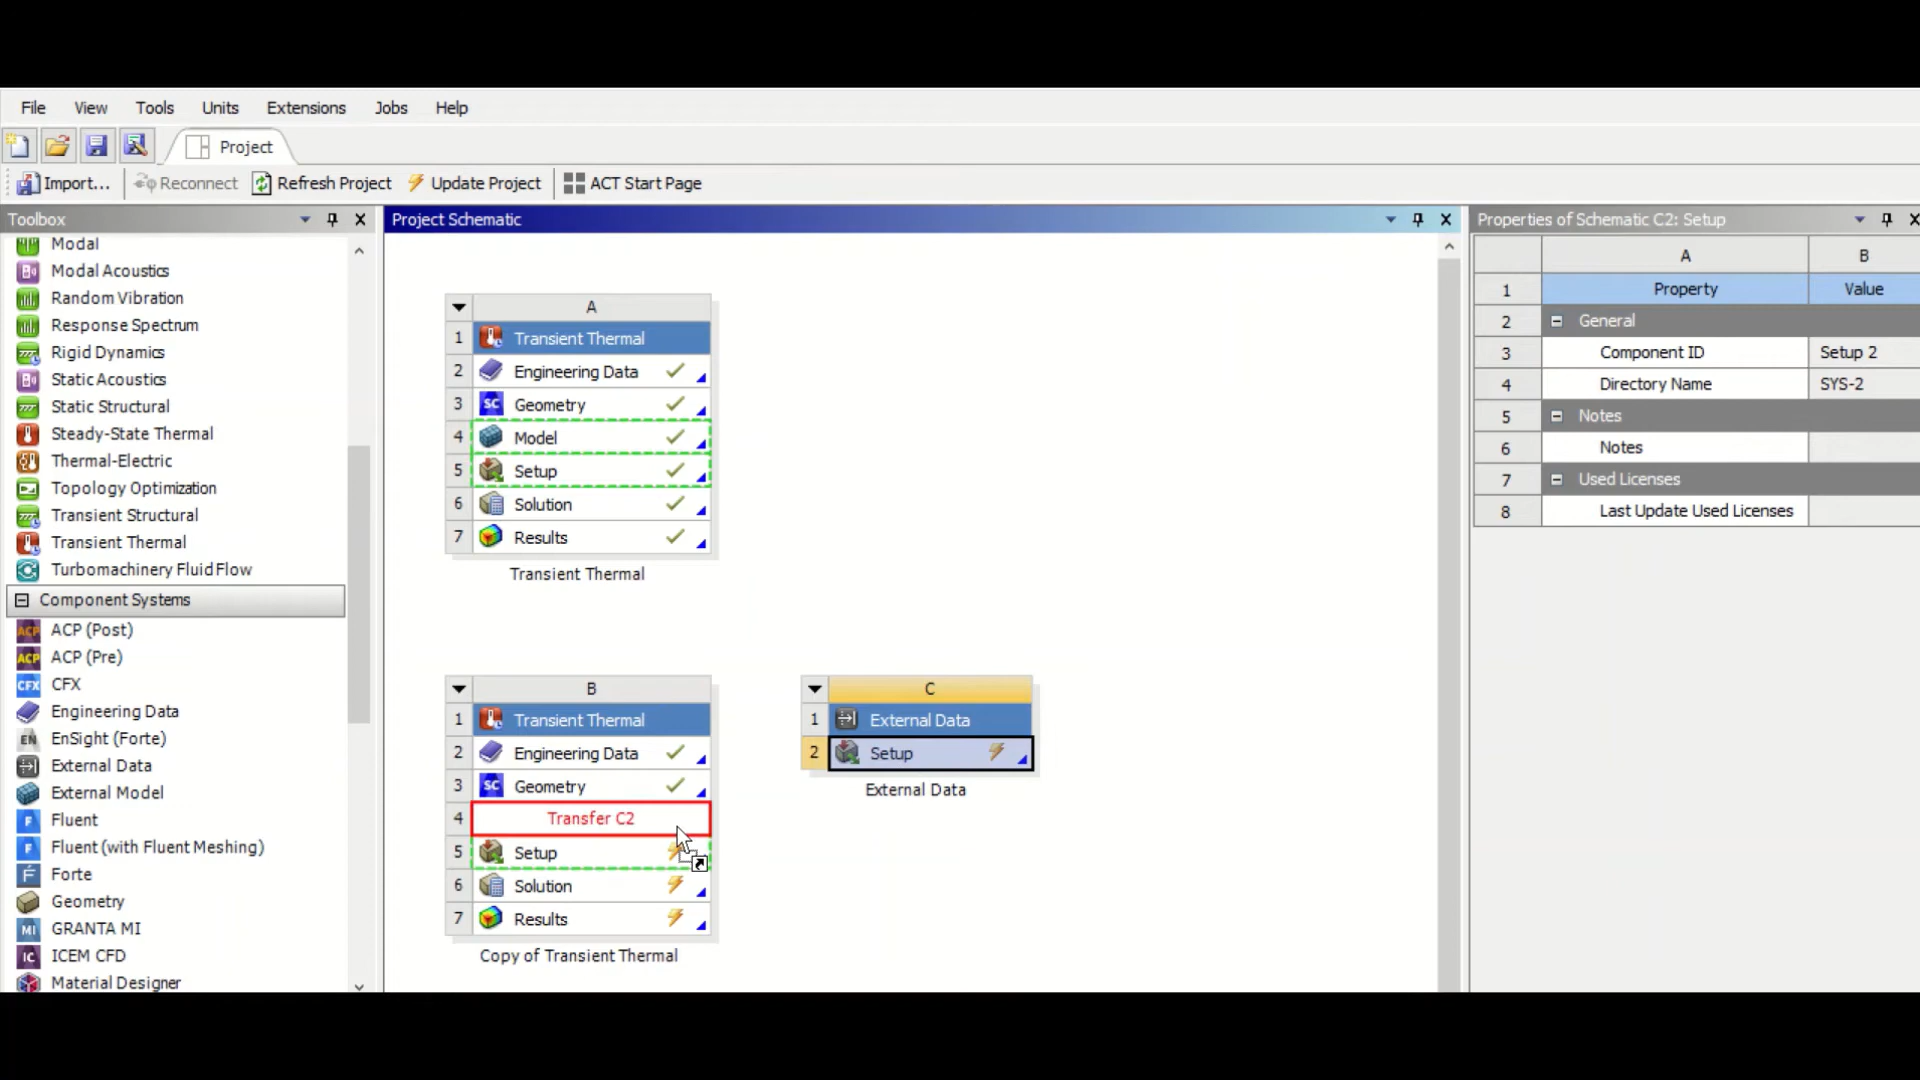 File View Tools Units Extensions Jobs Help
Project
Import... Reconnect Refresh Project Update Project ACT Start Page
Toolbox
Modal
Modal Acoustics
Random Vibration
Response Spectrum
Rigid Dynamics
Static Acoustics
Static Structural
Steady-State Thermal
Thermal-Electric
Topology Optimization
Transient Structural
Transient Thermal
Turbomachinery Fluid Flow
Component Systems
ACP (Post)
ACP (Pre)
CFX
Engineering Data
EnSight (Forte)
External Data
External Model
Fluent
Fluent (with Fluent Meshing)
Forte
Geometry
GRANTA MI
ICEM CFD
Material Designer
Project Schematic
A
1 Transient Thermal
2 Engineering Data
3 SC Geometry
4 Model
5 Setup
6 Solution
7 Results
Transient Thermal
B
1 Transient Thermal
2 Engineering Data
3 SC Geometry
4 Transfer C2
5 Setup
6 Solution
7 Results
Copy of Transient Thermal
C
1 External Data
2 Setup
External Data
Properties of Schematic C2: Setup
A B
1 Property Value
2 General
3 Component ID Setup 2
4 Directory Name SYS-2
5 Notes
6 Notes
7 Used Licenses
8 Last Update Used Licenses